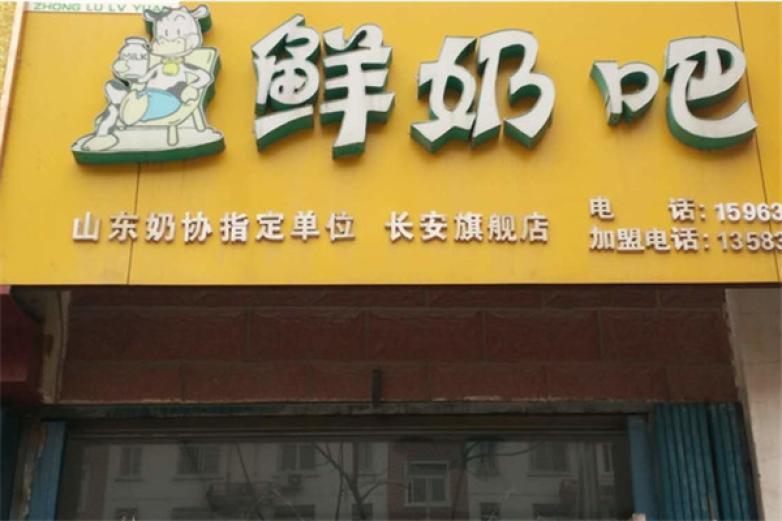 ZHONG LU LV YUAN
MILK
鲜奶吧
山东奶协指定单位 长安旗舰店
电 话:15963
加盟电话:13583